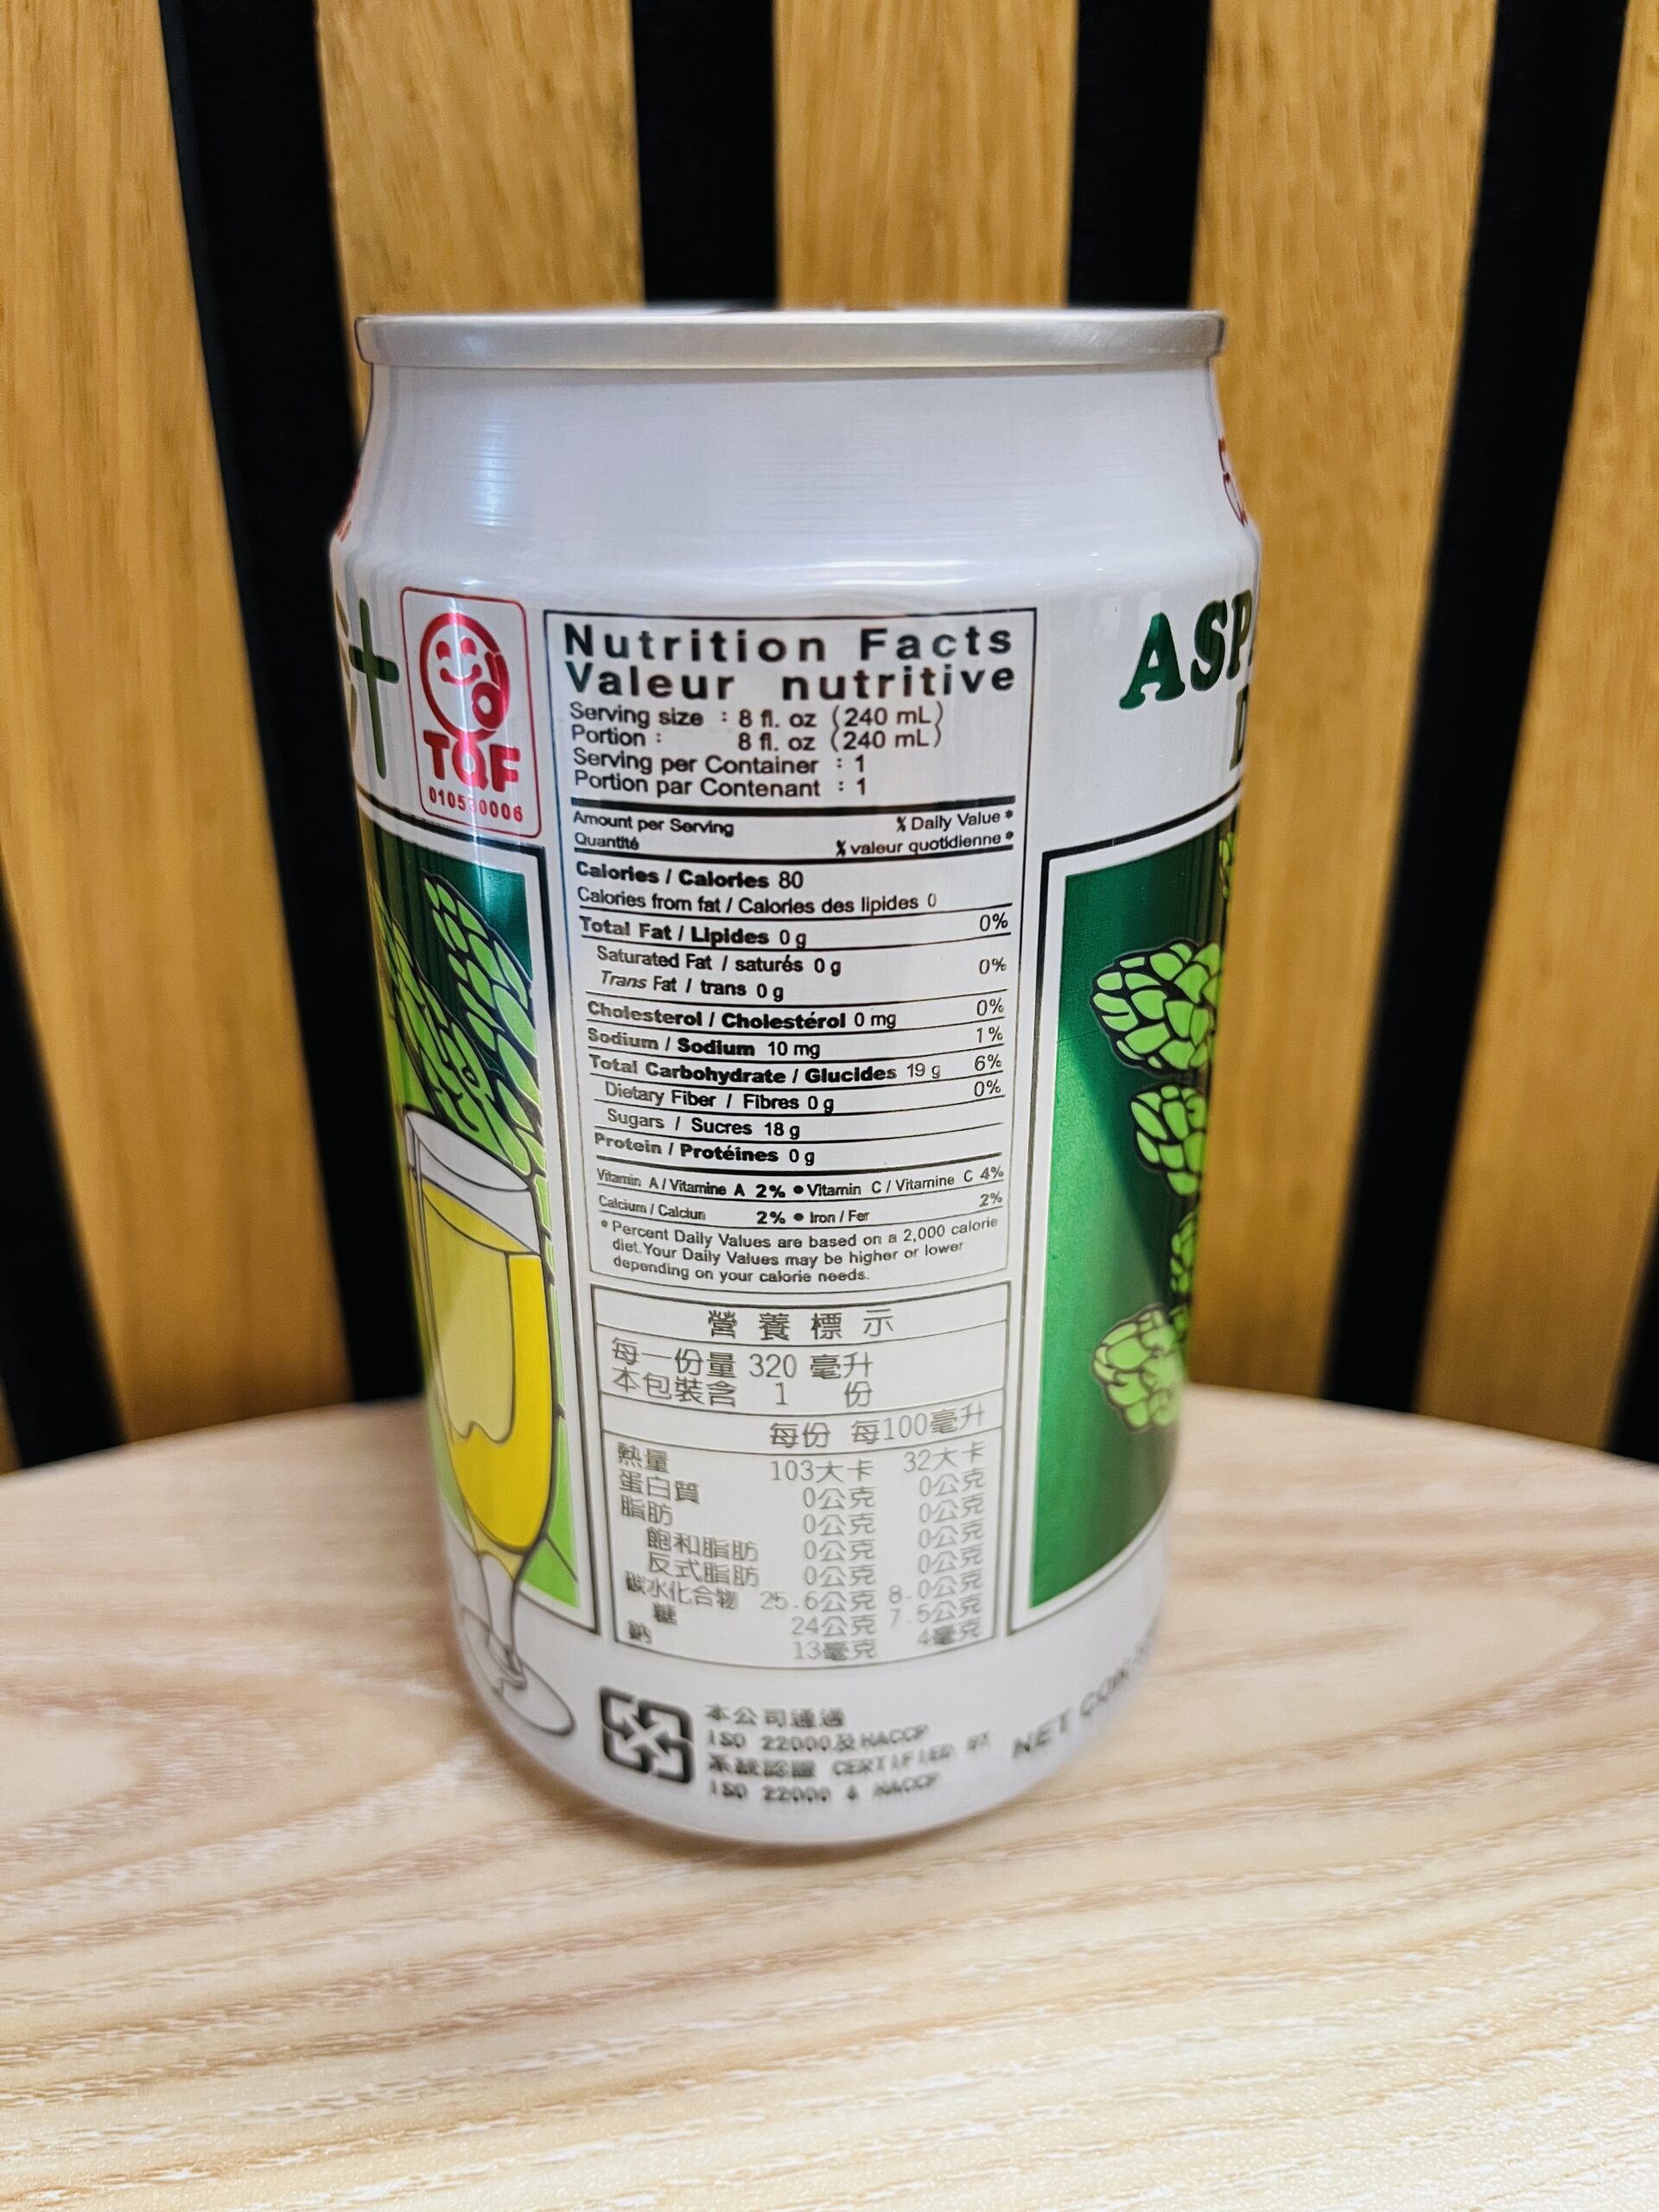 汁
TQF
010530006
Nutrition Facts
Valeur nutritive
Serving size : 8 fl. oz (240 mL)
Portion : 8 fl. oz (240 mL)
Serving per Container : 1
Portion par Contenant : 1
Amount per Serving % Daily Value *
Quantité % valeur quotidienne *
Calories / Calories 80
Calories from fat / Calories des lipides 0
Total Fat / Lipides 0 g 0%
Saturated Fat / saturés 0 g 0%
Trans Fat / trans 0 g
Cholesterol / Cholestérol 0 mg 0%
Sodium / Sodium 10 mg 1%
Total Carbohydrate / Glucides 19 g 6%
Dietary Fiber / Fibres 0 g 0%
Sugars / Sucres 18 g
Protein / Protéines 0 g
Vitamin A / Vitamine A 2% • Vitamin C / Vitamine C 4%
Calcium / Calciun 2% • Iron / Fer 2%
* Percent Daily Values are based on a 2,000 calorie
diet.Your Daily Values may be higher or lower
depending on your calorie needs.
營養標示
每一份量 320 毫升
本包裝含 1 份
每份 每100毫升
熱量 103大卡 32大卡
蛋白質 0公克 0公克
脂肪 0公克 0公克
飽和脂肪 0公克 0公克
反式脂肪 0公克 0公克
碳水化合物 25.6公克 8.0公克
糖 24公克 7.5公克
鈉 13毫克 4毫克
本公司通過
ISO 22000及HACCP
系統認證 CERTIFIED BY
ISO 22000 & HACCP
ASP
D
NET